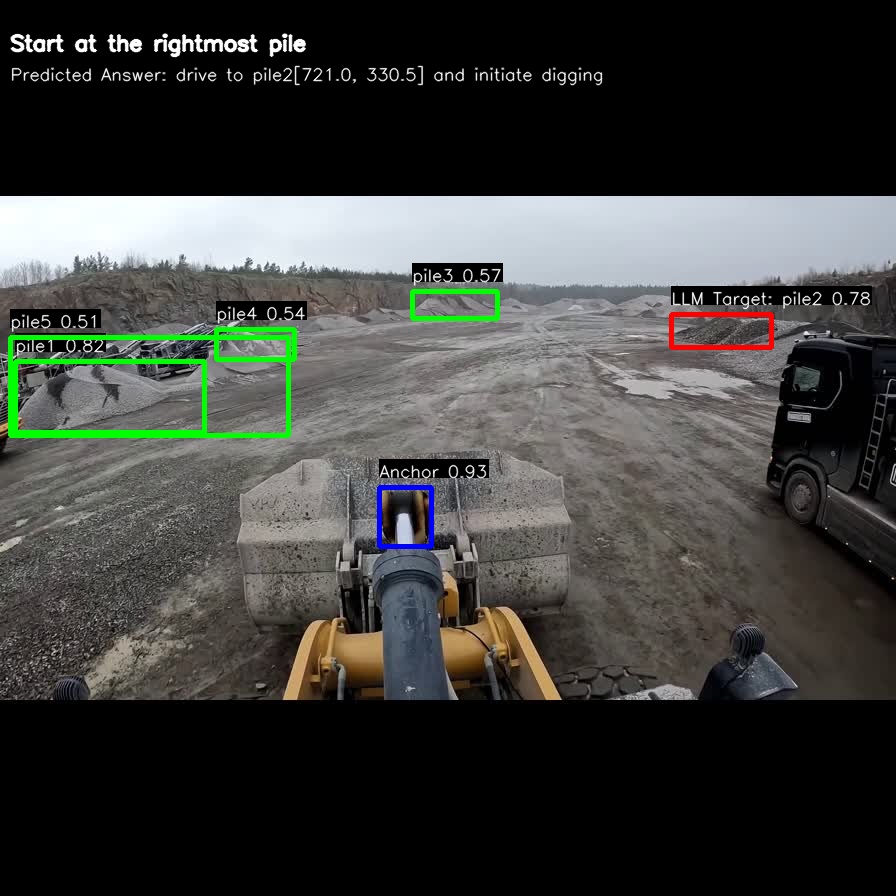 Start at the rightmost pile
Predicted Answer: drive to pile2[721.0, 330.5] and initiate digging
pile3 0.57
LLM Target: pile2 0.78
pile4 0.54
pile5 0.51
pile1 0.82
Anchor 0.93